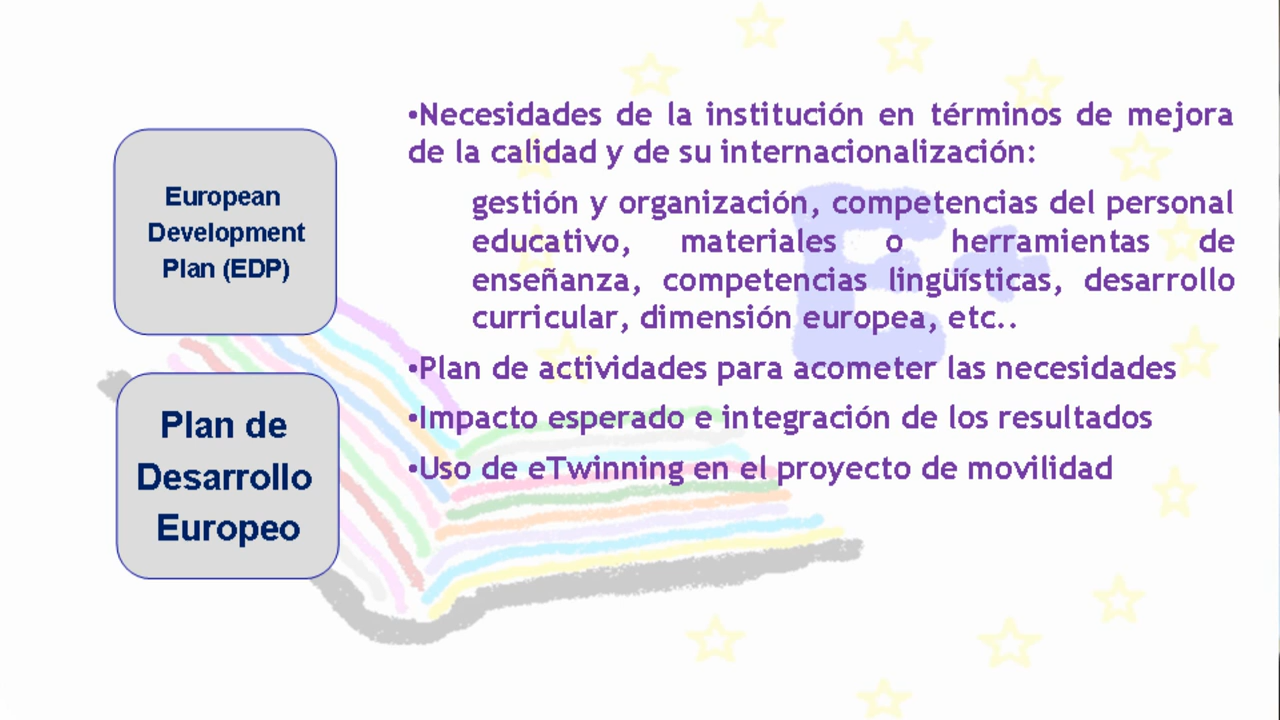 European
Development
Plan (EDP)
Plan de
Desarrollo
Europeo
•Necesidades de la institución en términos de mejora
de la calidad y de su internacionalización:
gestión y organización, competencias del personal
educativo, materiales o herramientas de
enseñanza, competencias lingüísticas, desarrollo
curricular, dimensión europea, etc..
•Plan de actividades para acometer las necesidades
•Impacto esperado e integración de los resultados
•Uso de eTwinning en el proyecto de movilidad
E+